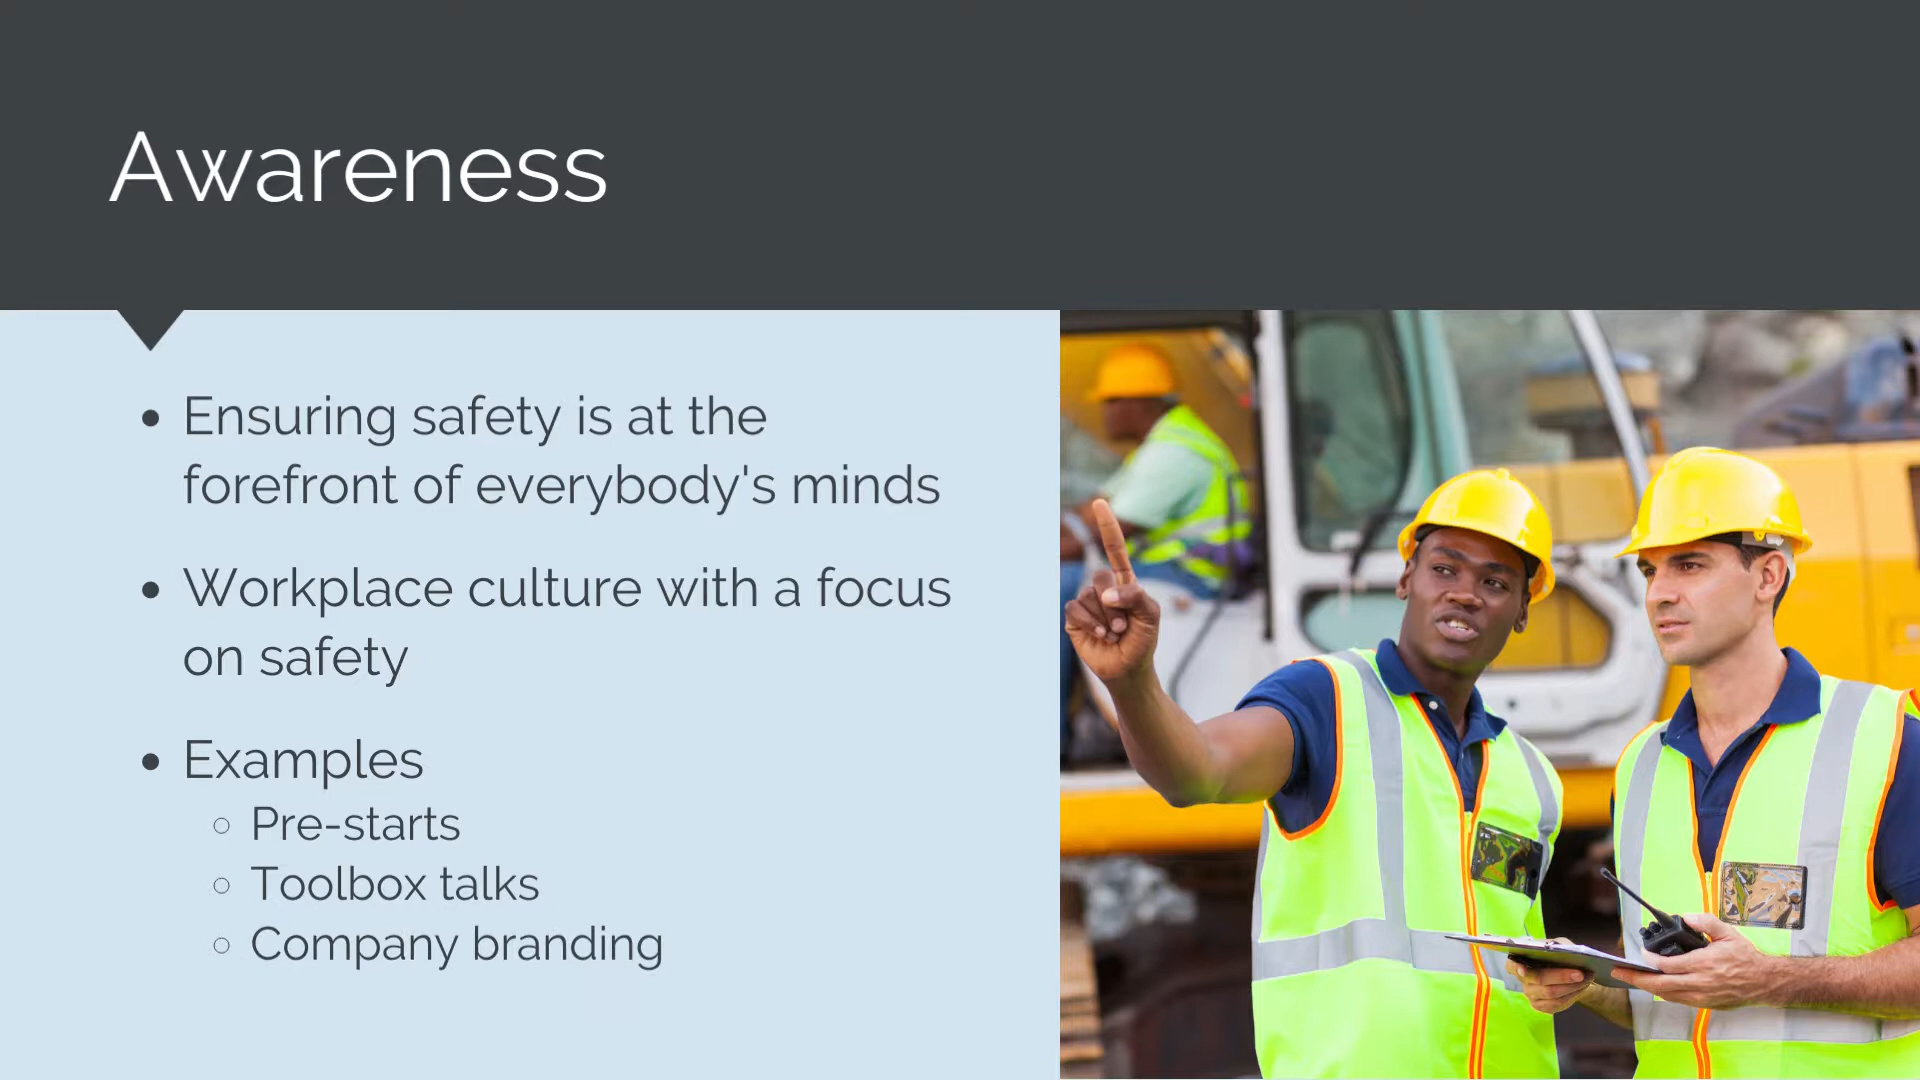 Awareness
Ensuring safety is at the
forefront of everybody's minds
Workplace culture with a focus
on safety
Examples
Pre-starts
Toolbox talks
Company branding